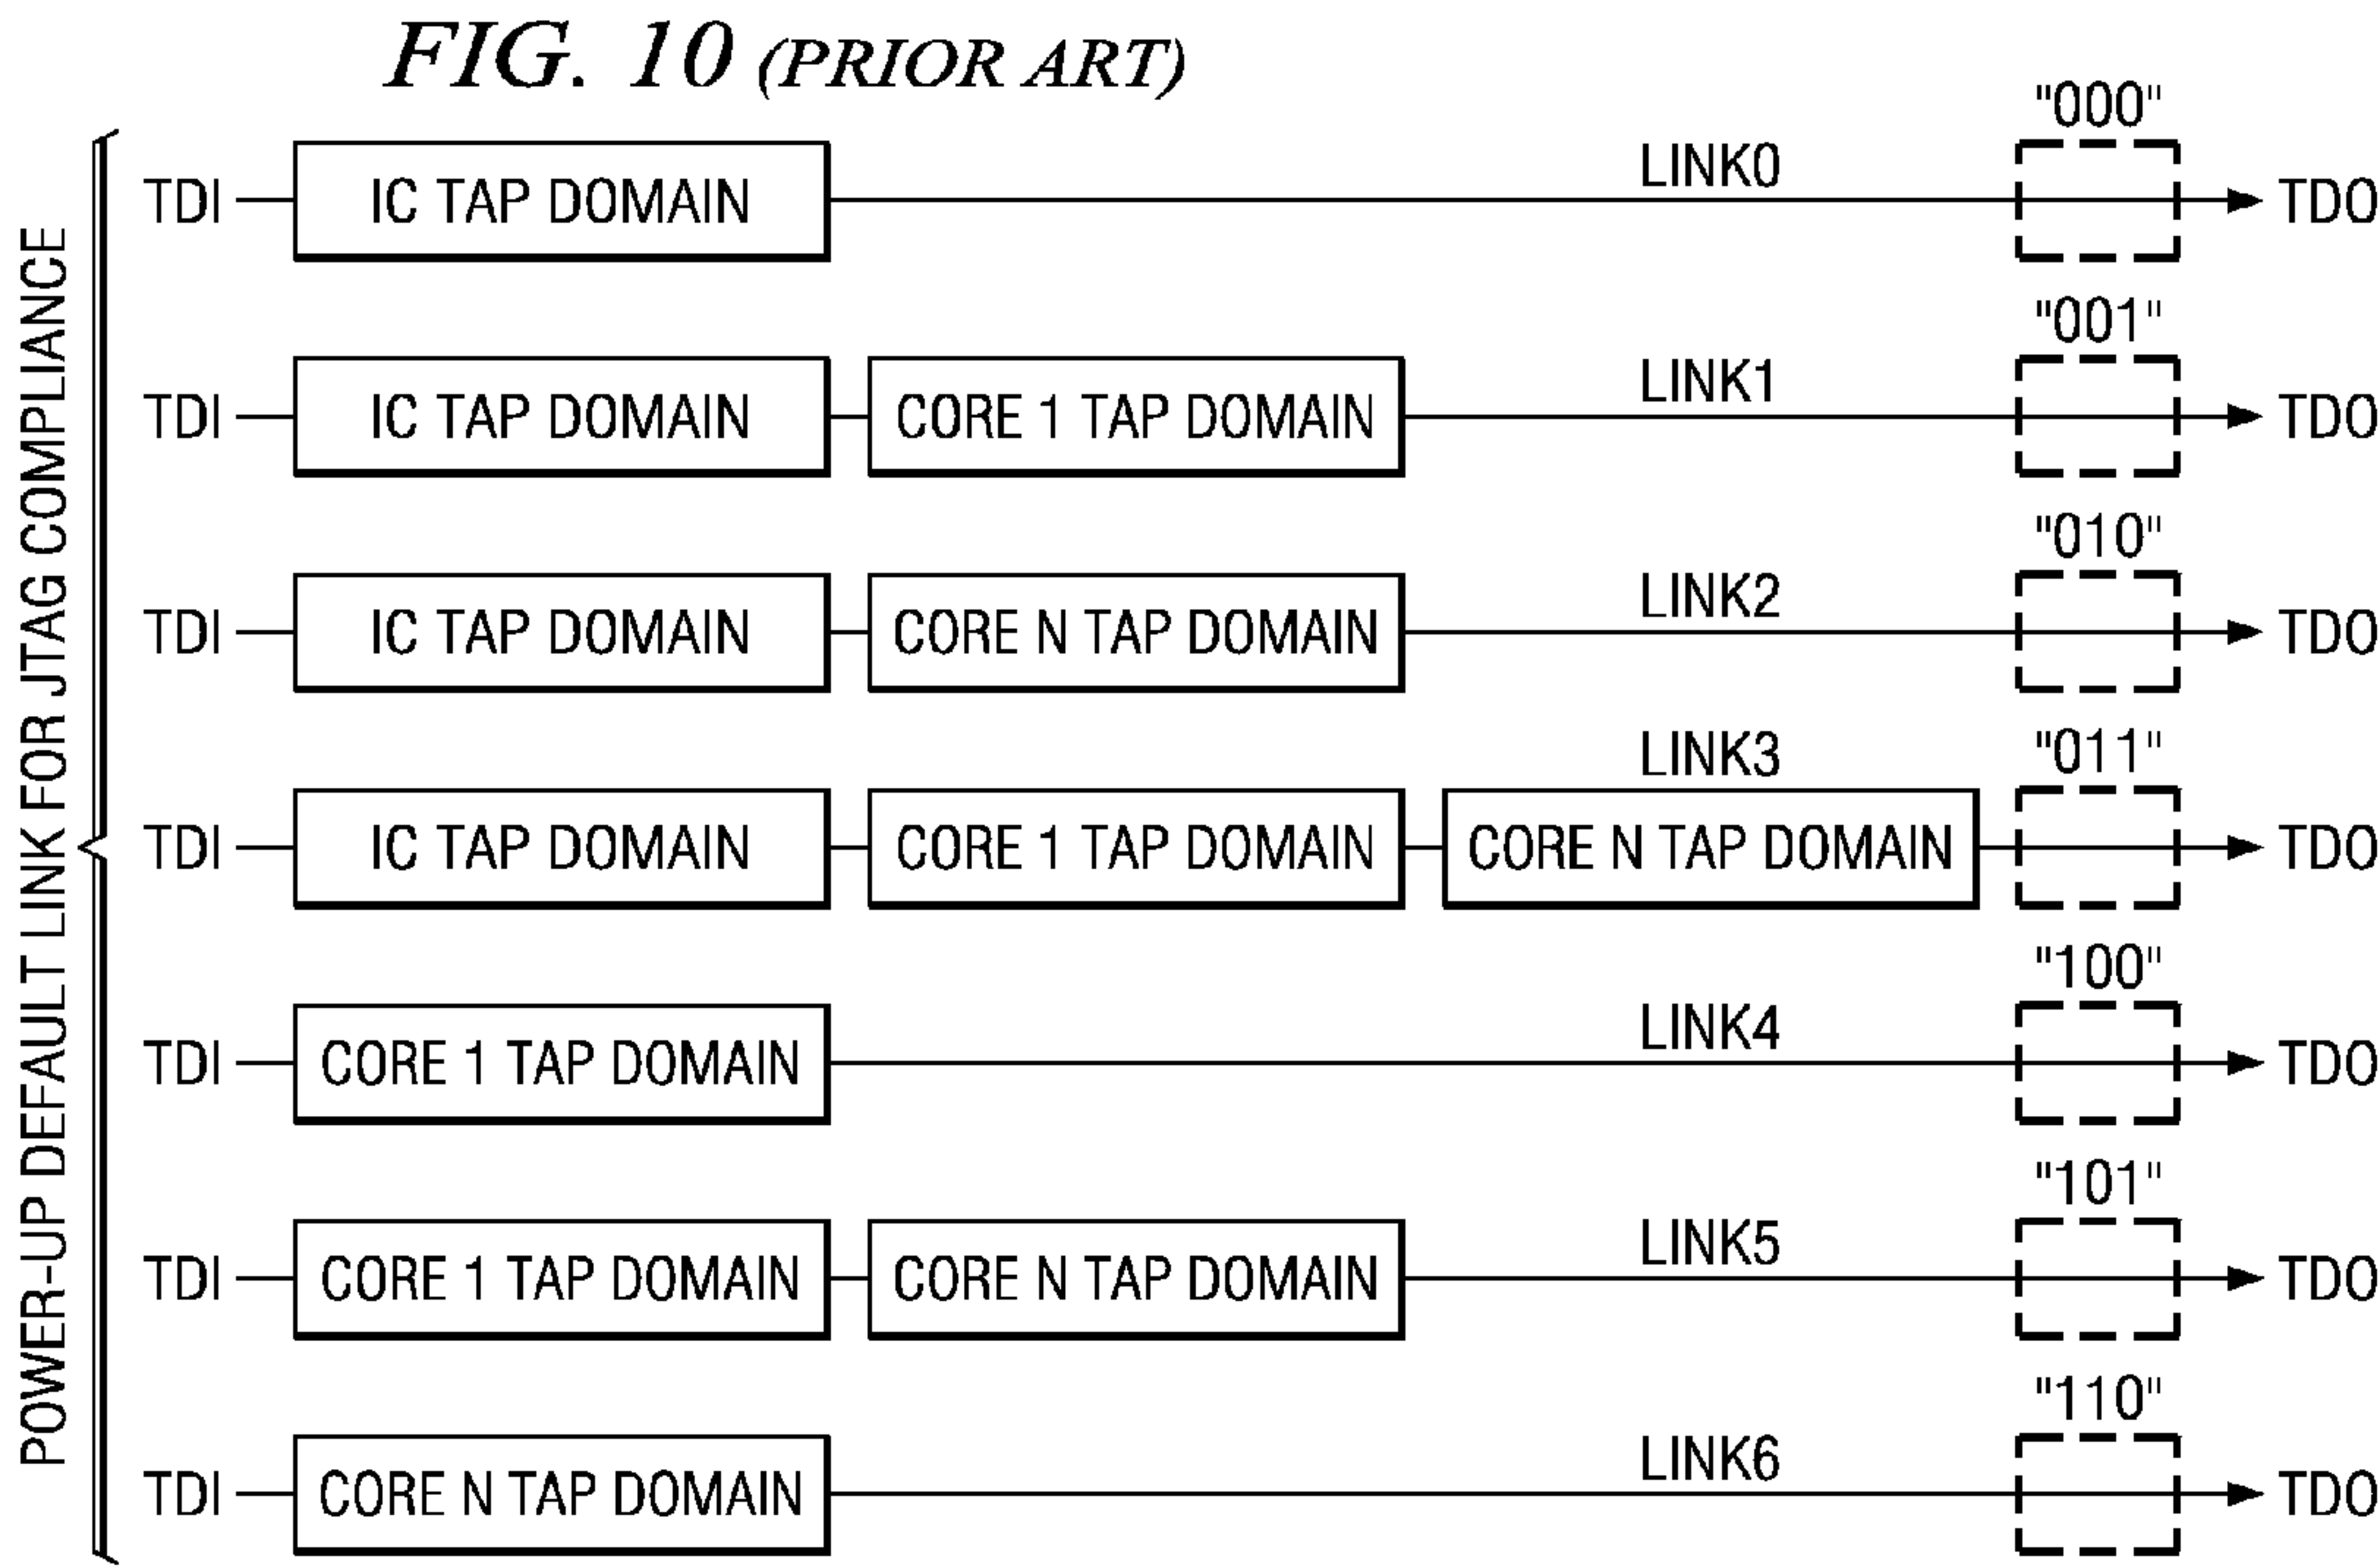 FIG. 10 (PRIOR ART)
POWER-UP DEFAULT LINK FOR JTAG COMPLIANCE
"000"
TDI IC TAP DOMAIN LINK0 TDO
"001"
TDI IC TAP DOMAIN CORE 1 TAP DOMAIN LINK1 TDO
"010"
TDI IC TAP DOMAIN CORE N TAP DOMAIN LINK2 TDO
LINK3 "011"
TDI IC TAP DOMAIN CORE 1 TAP DOMAIN CORE N TAP DOMAIN TDO
"100"
TDI CORE 1 TAP DOMAIN LINK4 TDO
"101"
TDI CORE 1 TAP DOMAIN CORE N TAP DOMAIN LINK5 TDO
"110"
TDI CORE N TAP DOMAIN LINK6 TDO